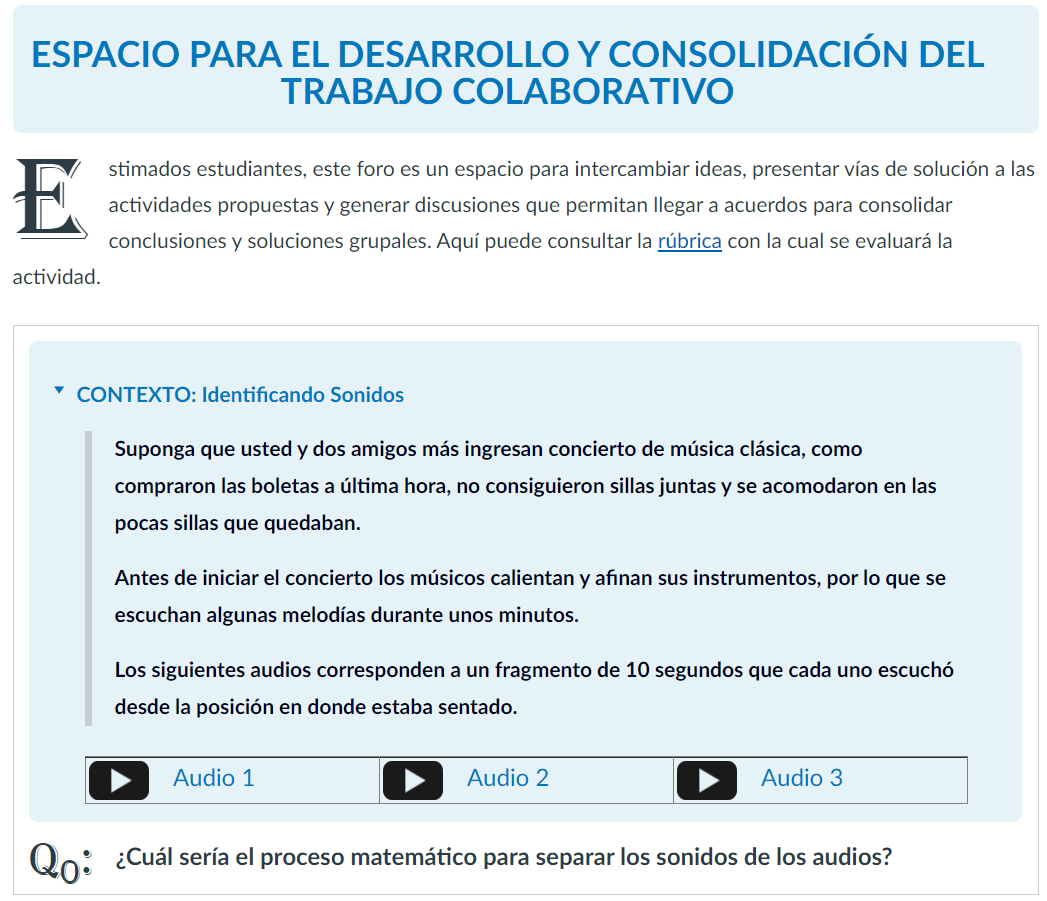 ESPACIO PARA EL DESARROLLO Y CONSOLIDACIÓN DEL
TRABAJO COLABORATIVO
Estimados estudiantes, este foro es un espacio para intercambiar ideas, presentar vías de solución a las
actividades propuestas y generar discusiones que permitan llegar a acuerdos para consolidar
conclusiones y soluciones grupales. Aquí puede consultar la rúbrica con la cual se evaluará la
actividad.
CONTEXTO: Identificando Sonidos
Suponga que usted y dos amigos más ingresan concierto de música clásica, como
compraron las boletas a última hora, no consiguieron sillas juntas y se acomodaron en las
pocas sillas que quedaban.
Antes de iniciar el concierto los músicos calientan y afinan sus instrumentos, por lo que se
escuchan algunas melodías durante unos minutos.
Los siguientes audios corresponden a un fragmento de 10 segundos que cada uno escuchó
desde la posición en donde estaba sentado.
Audio 1 Audio 2 Audio 3
Q0: ¿Cuál sería el proceso matemático para separar los sonidos de los audios?